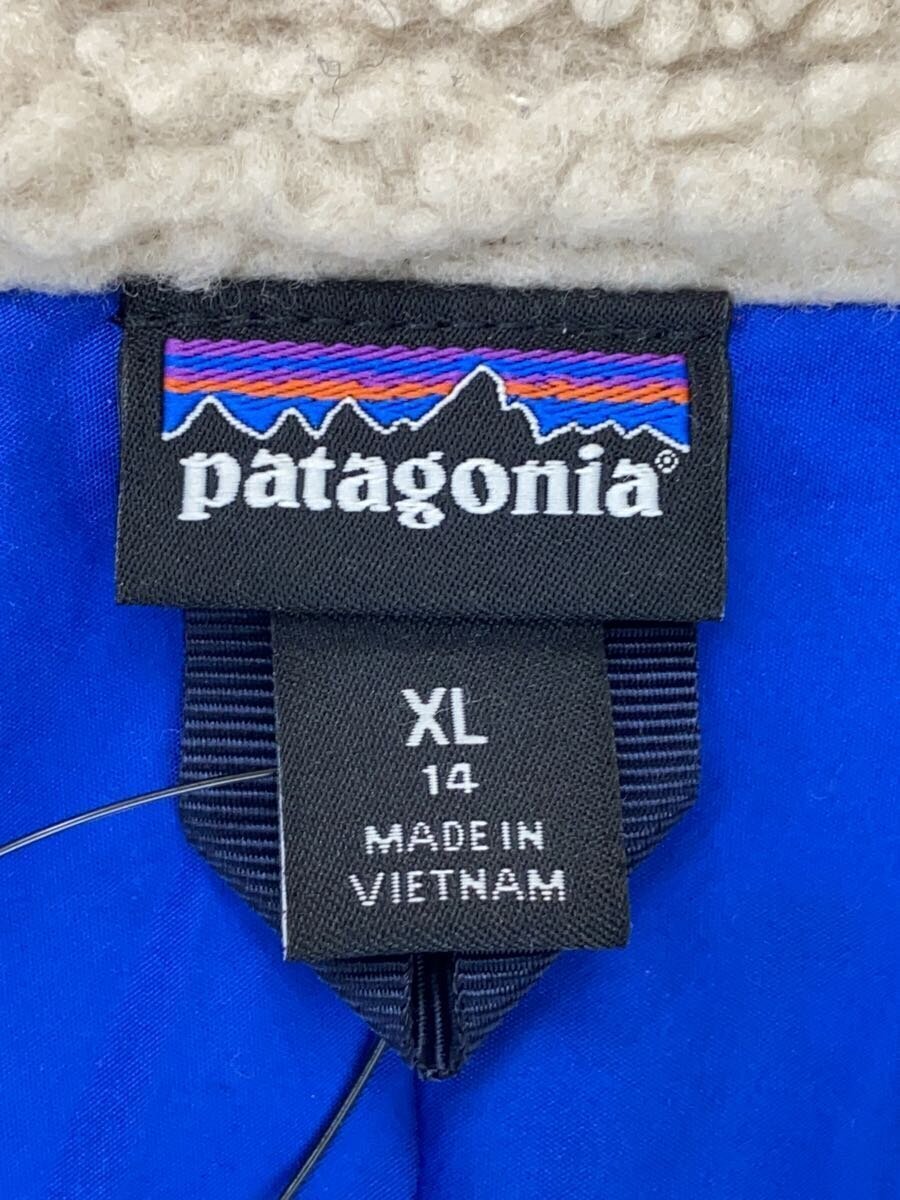 patagonia®
XL
14
MADE IN
VIETNAM